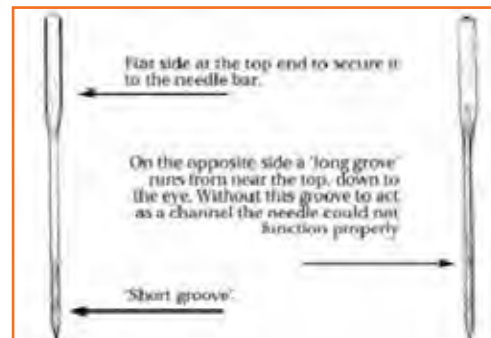 Flat side at the top end to secure it
to the needle bar.
On the opposite side a 'long grove'
runs from near the top, down to
the eye. Without this groove to act
as a channel the needle could not
function properly
'Short groove'.